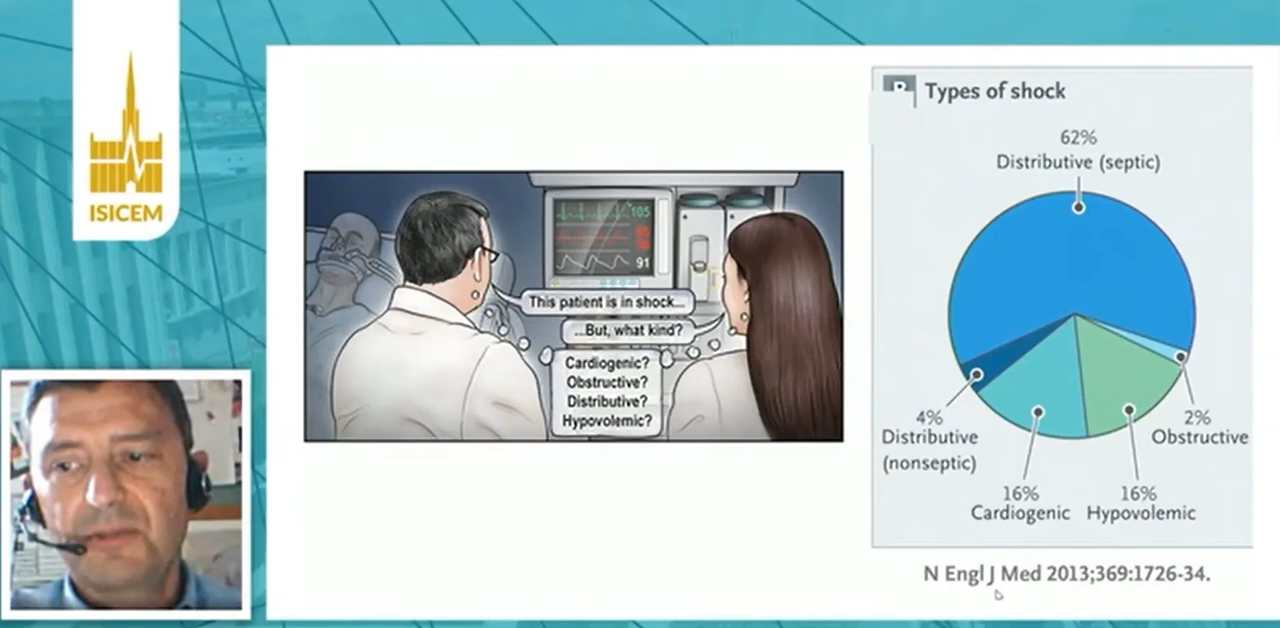 ISICEM
105
91
This patient is in shock...
...But, what kind?
Cardiogenic?
Obstructive?
Distributive?
Hypovolemic?
Types of shock
62%
Distributive (septic)
4%
Distributive
(nonseptic)
16%
Cardiogenic
16%
Hypovolemic
2%
Obstructive
N Engl J Med 2013;369:1726-34.